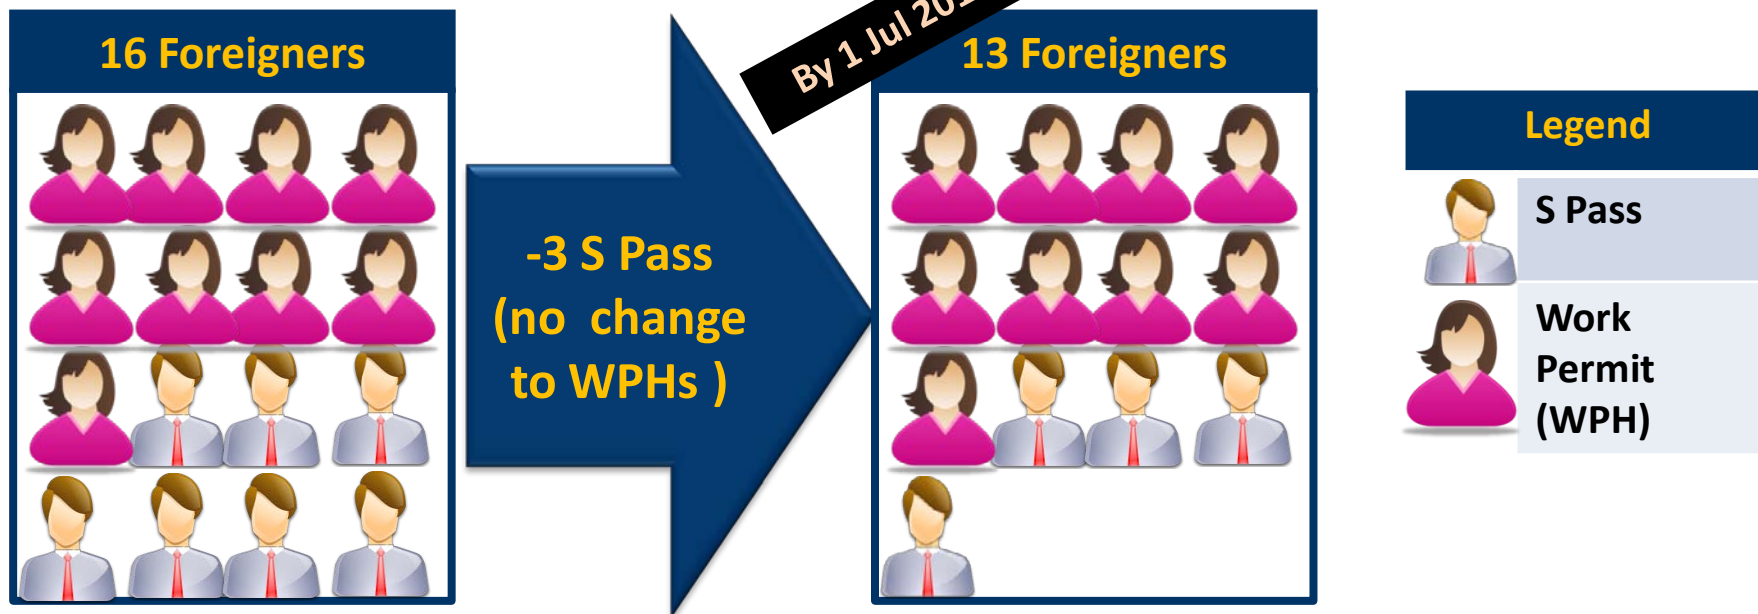 16 Foreigners
-3 S Pass
(no  change
to WPHs )
By 1 Jul
13 Foreigners
Legend
S Pass
Work
Permit
(WPH)